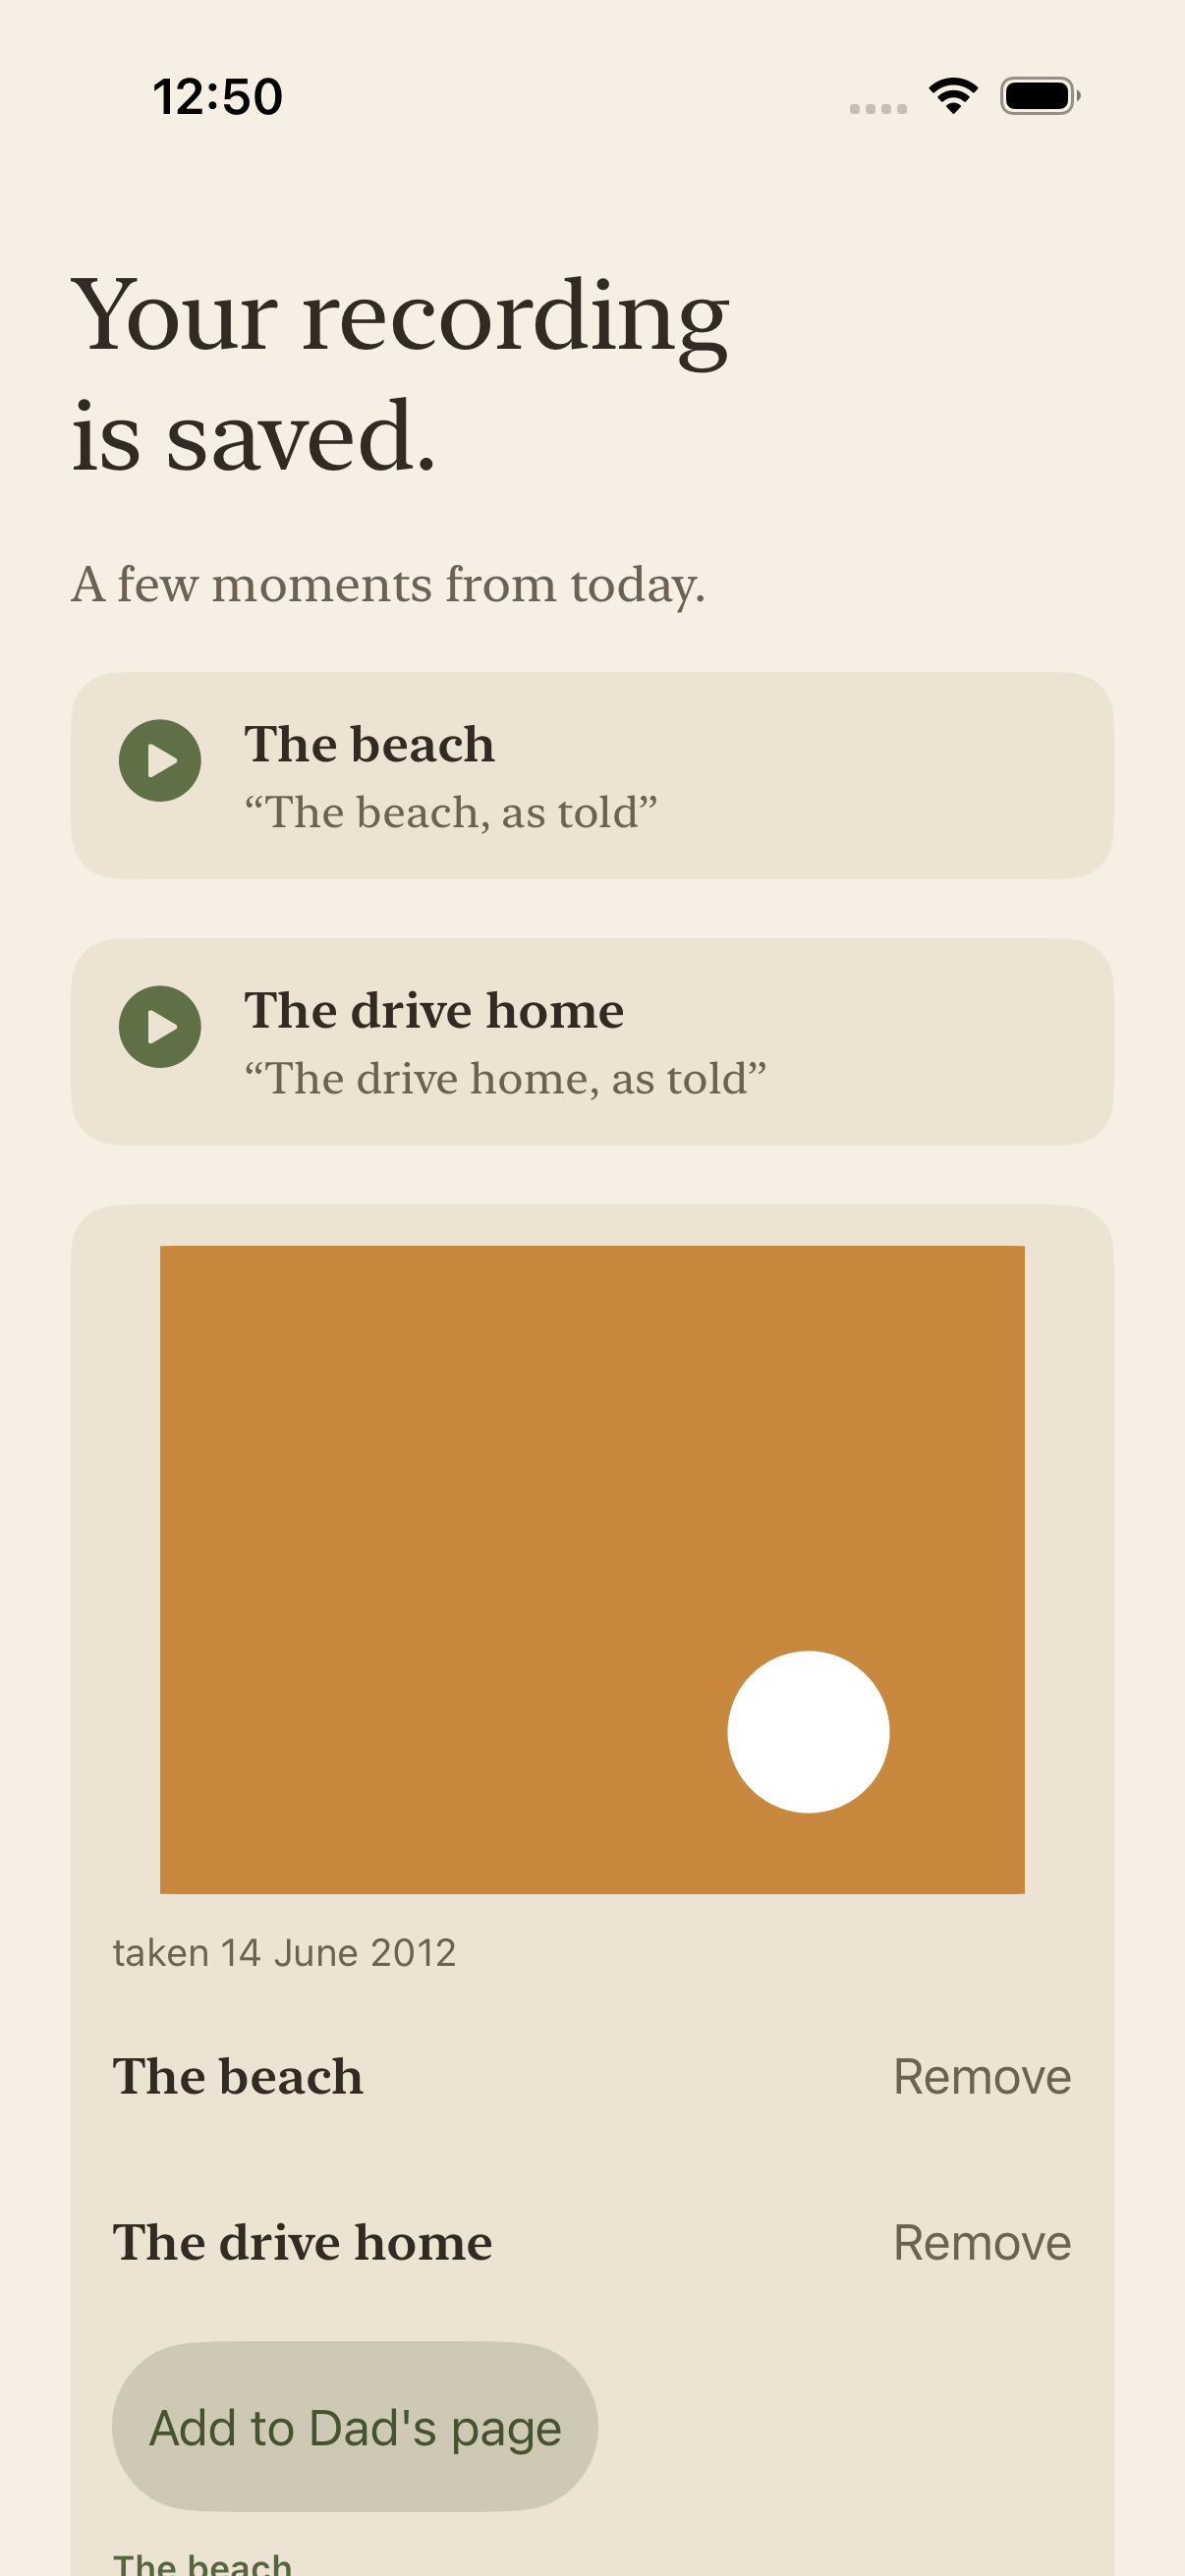 12:50
Your recording
is saved.
A few moments from today.
The beach
“The beach, as told”
The drive home
“The drive home, as told”
taken 14 June 2012
The beach
Remove
The drive home
Remove
Add to Dad's page
The beach